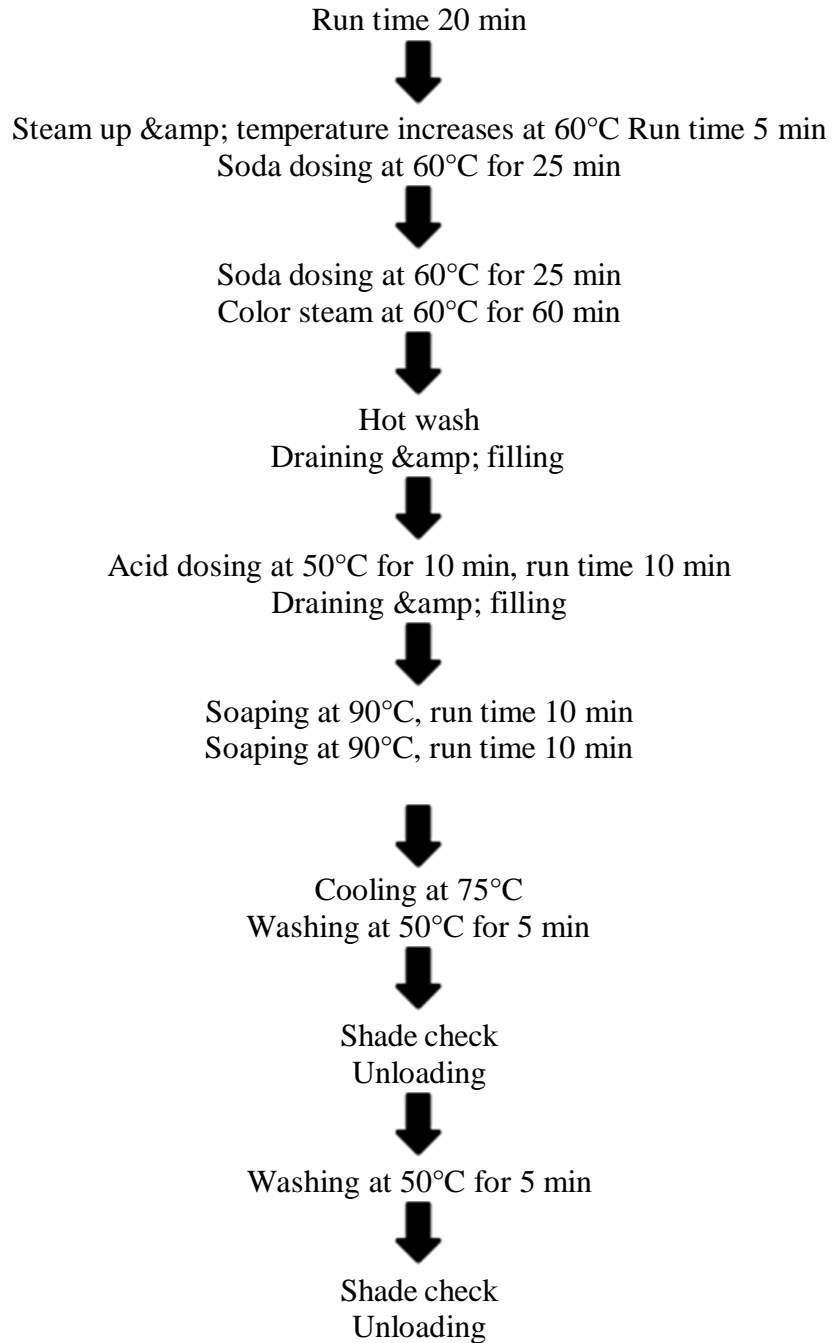 Run time 20 min
Steam up &amp; temperature increases at 60°C Run time 5 min
Soda dosing at 60°C for 25 min
Soda dosing at 60°C for 25 min
Color steam at 60°C for 60 min
Hot wash
Draining &amp; filling
Acid dosing at 50°C for 10 min, run time 10 min
Draining &amp; filling
Soaping at 90°C, run time 10 min
Soaping at 90°C, run time 10 min
Cooling at 75°C
Washing at 50°C for 5 min
Shade check
Unloading
Washing at 50°C for 5 min
Shade check
Unloading